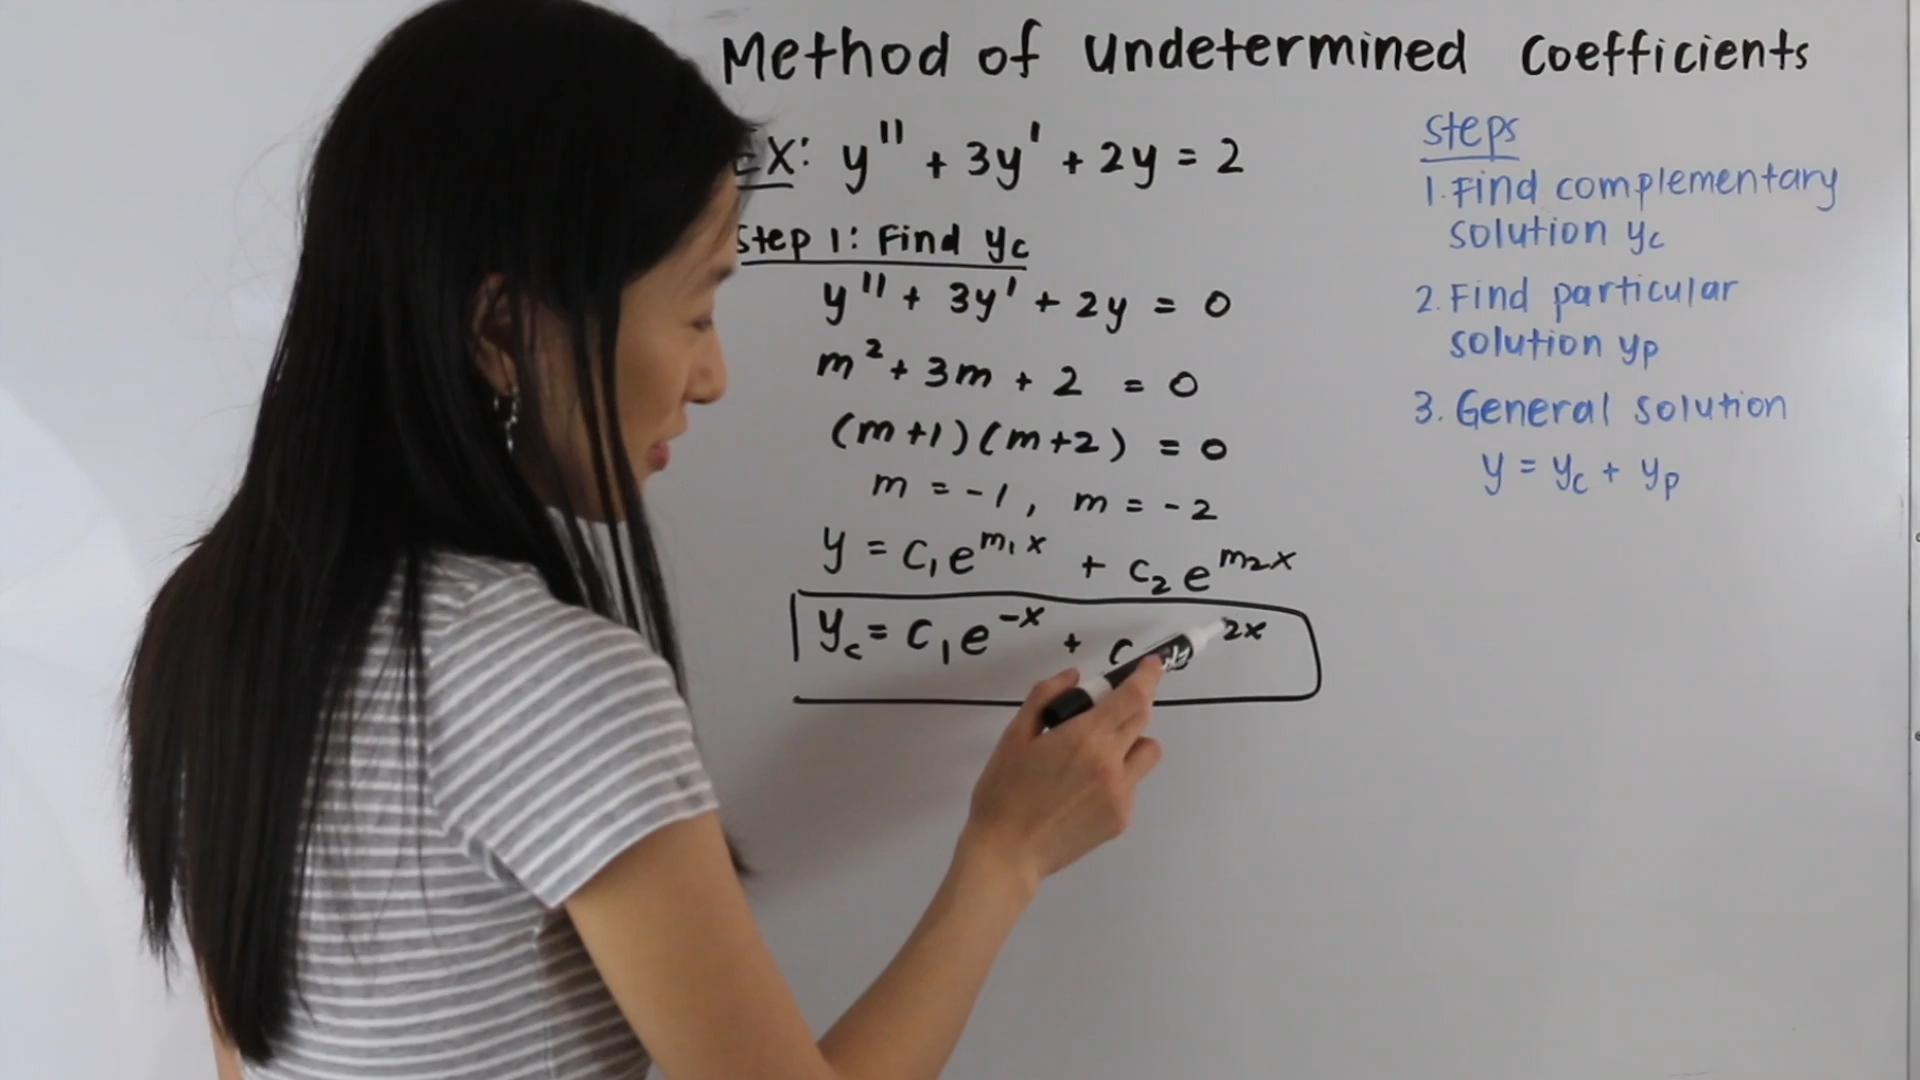 Method of undetermined Coefficients
EX: y" + 3y' + 2y = 2
Step 1: Find yc
y" + 3y' + 2y = 0
m² + 3m + 2 = 0
(m+1)(m+2) = 0
m = -1, m = -2
y = C₁e^m₁x + C₂e^m₂x
yc = C₁e^-x + C 2x
Steps
1. Find complementary
solution yc
2. Find particular
solution yp
3. General solution
y = yc + yp